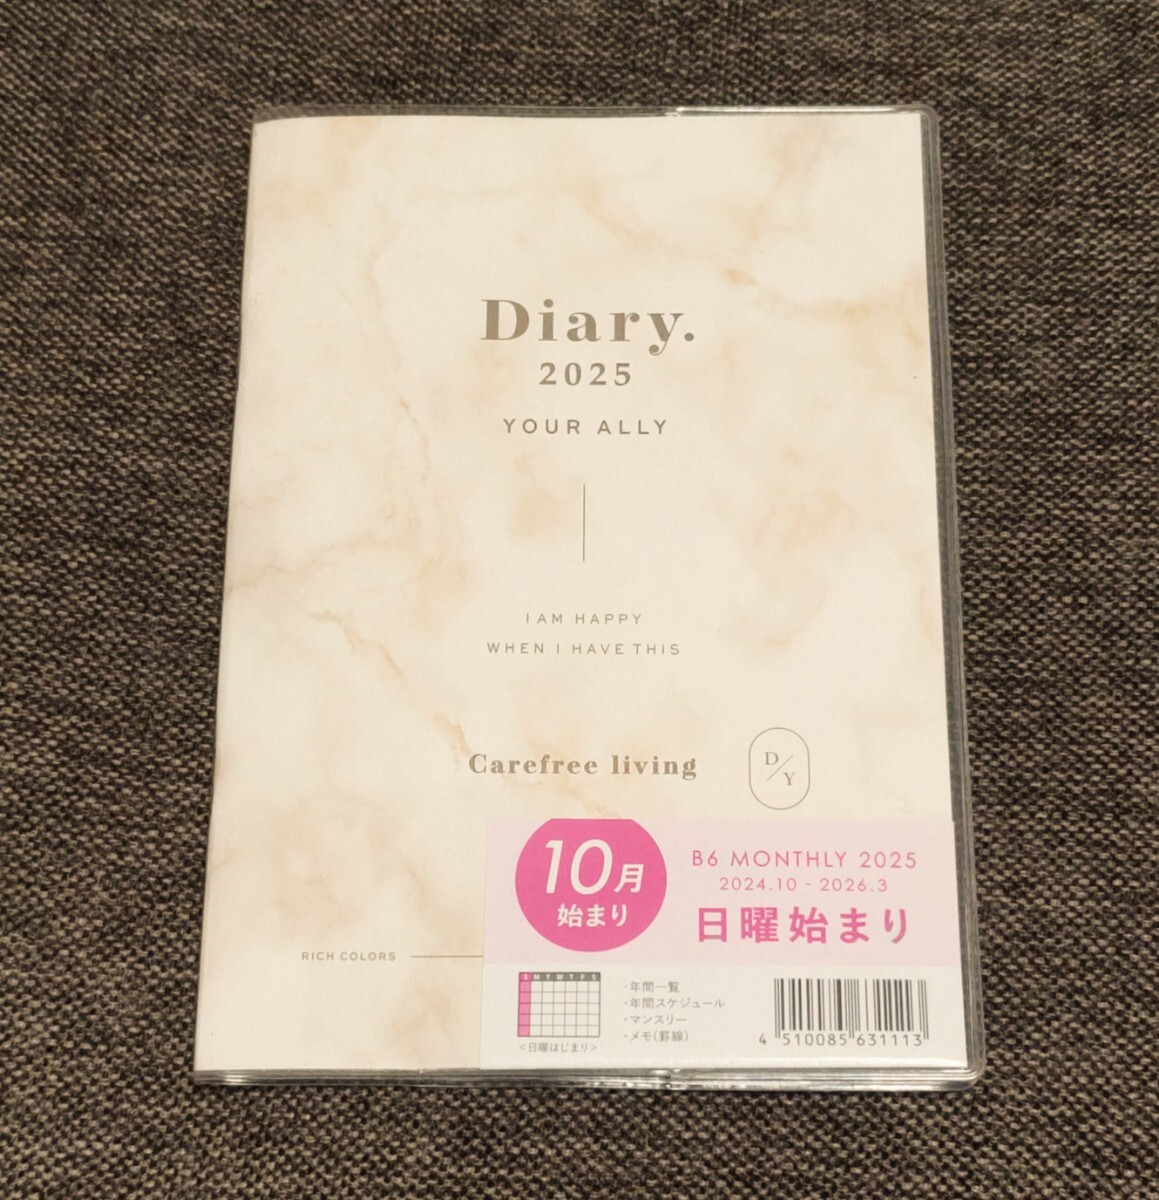 Diary.
2025
YOUR ALLY
I AM HAPPY
WHEN I HAVE THIS
Carefree living
D/Y
RICH COLORS
10月
始まり
B6 MONTHLY 2025
2024.10 - 2026.3
日曜始まり
S M T W T F S
<日曜はじまり>
・年間一覧
・年間スケジュール
・マンスリー
・メモ(罫線)
4 510085 631113